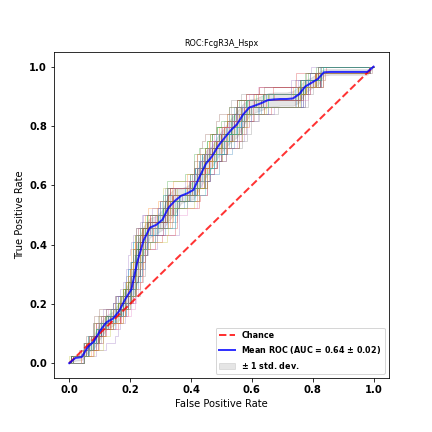 ROC:FcgR3A_Hspx
True Positive Rate
1.0
0.8
0.6
0.4
0.2
0.0
Chance
Mean ROC (AUC = 0.64 ± 0.02)
± 1 std. dev.
0.0 0.2 0.4 0.6 0.8 1.0
False Positive Rate